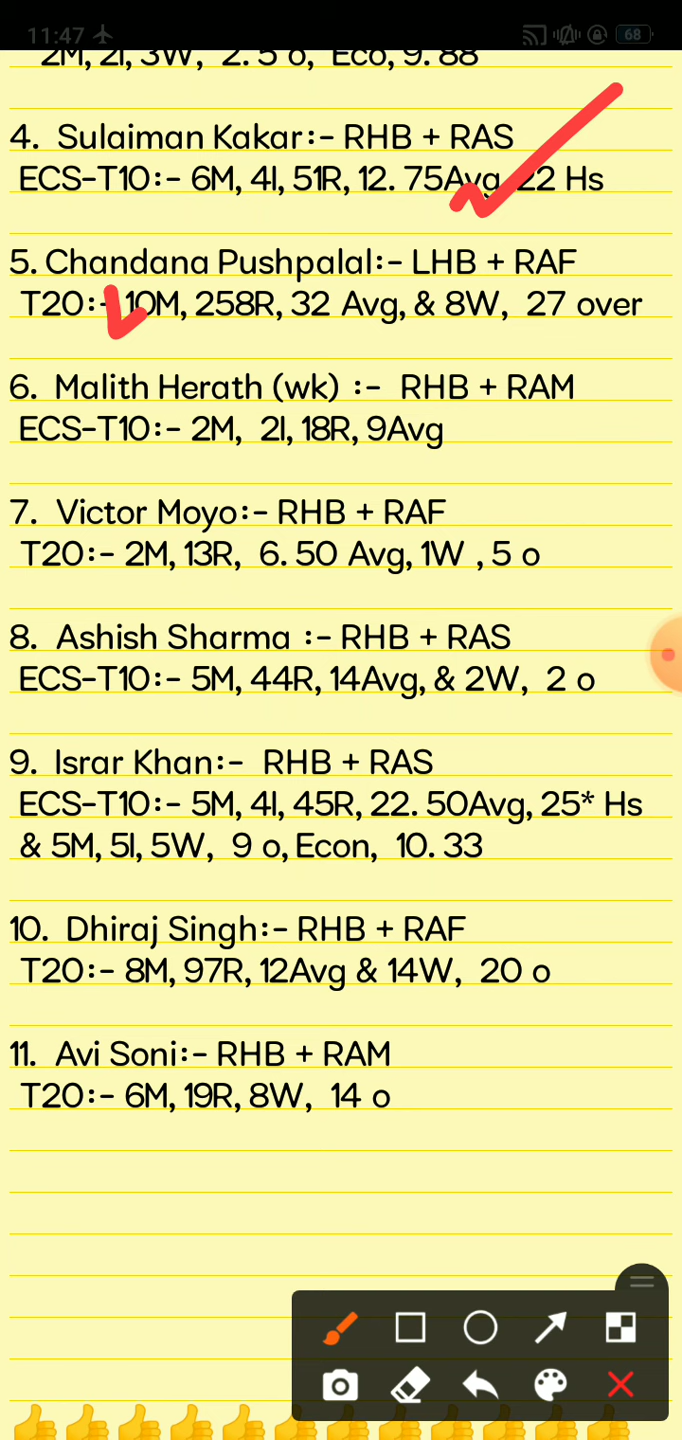 11:47
68
2M, 2I, 3W, 2. 5 o, Eco, 9. 88
4. Sulaiman Kakar:- RHB + RAS
ECS-T10:- 6M, 4I, 51R, 12. 75Avg, 22 Hs
5. Chandana Pushpalal:- LHB + RAF
T20:- 10M, 258R, 32 Avg, & 8W, 27 over
6. Malith Herath (wk) :- RHB + RAM
ECS-T10:- 2M, 2I, 18R, 9Avg
7. Victor Moyo:- RHB + RAF
T20:- 2M, 13R, 6. 50 Avg, 1W , 5 o
8. Ashish Sharma :- RHB + RAS
ECS-T10:- 5M, 44R, 14Avg, & 2W, 2 o
9. Israr Khan:- RHB + RAS
ECS-T10:- 5M, 4I, 45R, 22. 50Avg, 25* Hs
& 5M, 5I, 5W, 9 o, Econ, 10. 33
10. Dhiraj Singh:- RHB + RAF
T20:- 8M, 97R, 12Avg & 14W, 20 o
11. Avi Soni:- RHB + RAM
T20:- 6M, 19R, 8W, 14 o